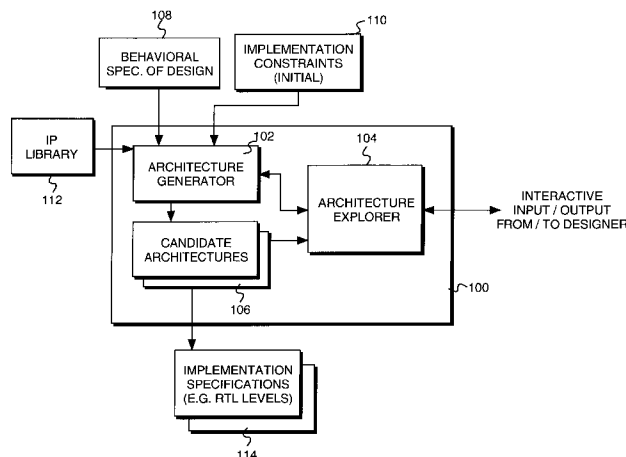 108
110
BEHAVIORAL
SPEC. OF DESIGN
IMPLEMENTATION
CONSTRAINTS
(INITIAL)
IP
LIBRARY
112
102
ARCHITECTURE
GENERATOR
104
ARCHITECTURE
EXPLORER
INTERACTIVE
INPUT / OUTPUT
FROM / TO DESIGNER
CANDIDATE
ARCHITECTURES
106
100
IMPLEMENTATION
SPECIFICATIONS
(E.G. RTL LEVELS)
114